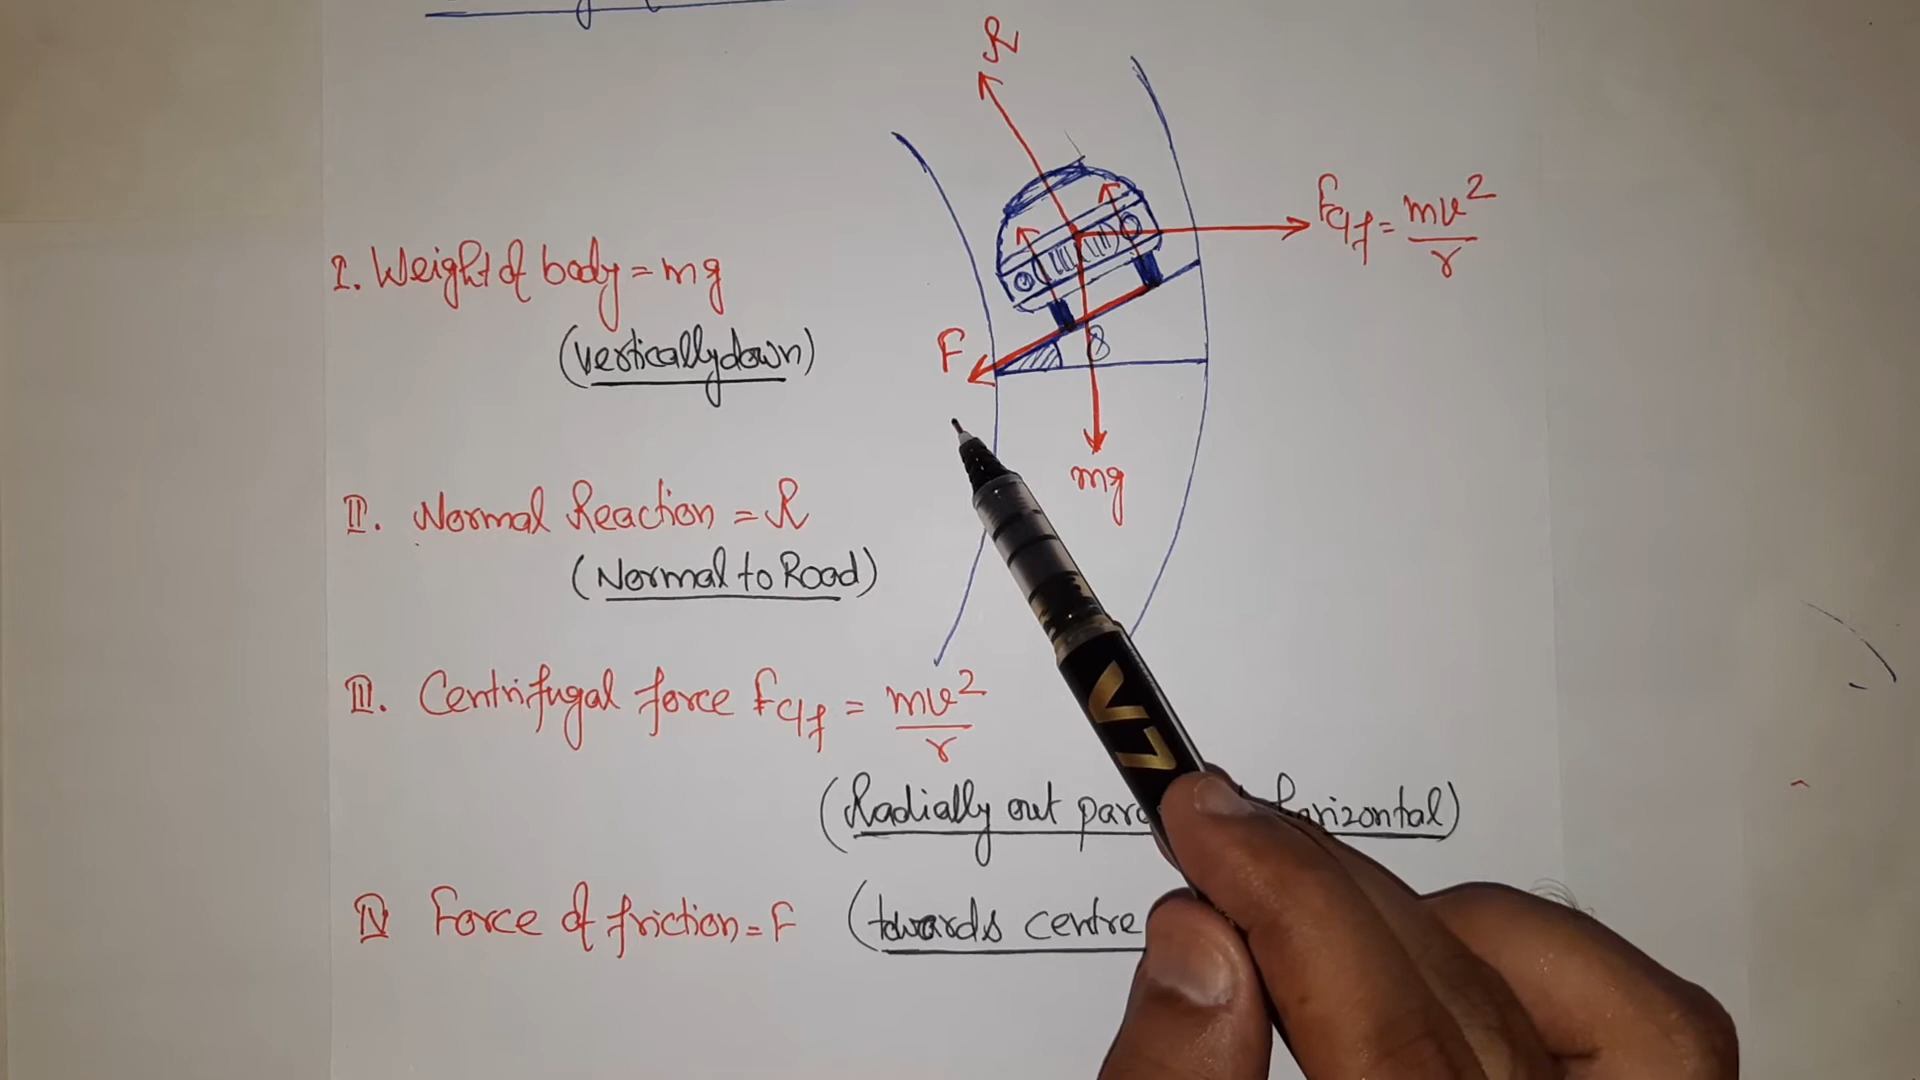 R
F_cf = mv²/r
I. Weight of body = mg
(vertically down)
F
θ
mg
II. Normal Reaction = R
(Normal to Road)
III. Centrifugal force F_cf = mv²/r
(Radially out horizontal)
IV Force of friction = F (towards centre
V7